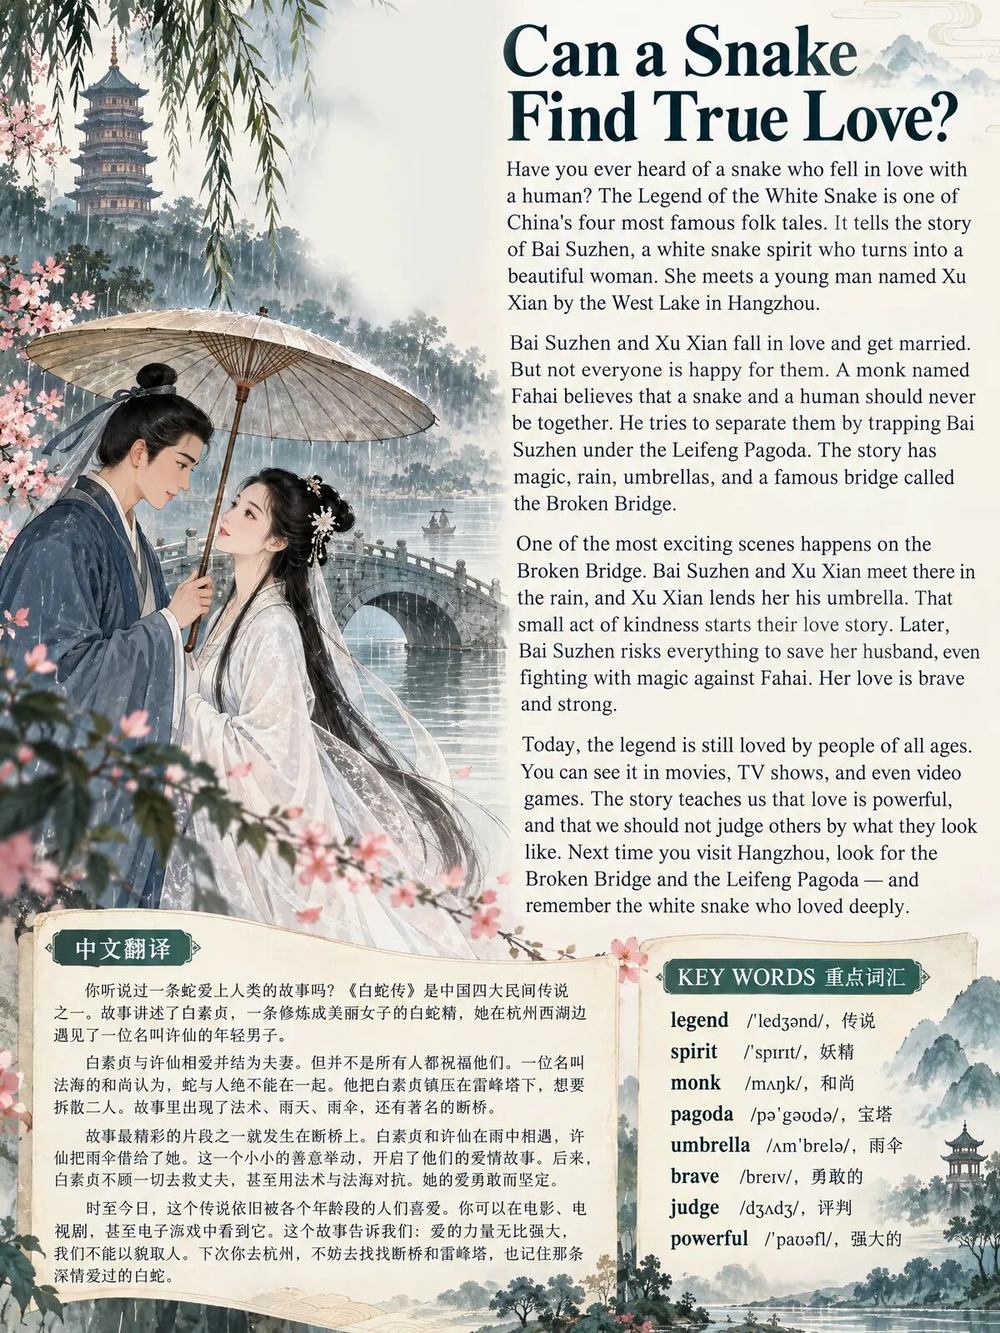 Can a Snake
Find True Love?
Have you ever heard of a snake who fell in love with
a human? The Legend of the White Snake is one of
China's four most famous folk tales. It tells the story
of Bai Suzhen, a white snake spirit who turns into a
beautiful woman. She meets a young man named Xu
Xian by the West Lake in Hangzhou.
Bai Suzhen and Xu Xian fall in love and get married.
But not everyone is happy for them. A monk named
Fahai believes that a snake and a human should never
be together. He tries to separate them by trapping Bai
Suzhen under the Leifeng Pagoda. The story has
magic, rain, umbrellas, and a famous bridge called
the Broken Bridge.
One of the most exciting scenes happens on the
Broken Bridge. Bai Suzhen and Xu Xian meet there in
the rain, and Xu Xian lends her his umbrella. That
small act of kindness starts their love story. Later,
Bai Suzhen risks everything to save her husband, even
fighting with magic against Fahai. Her love is brave
and strong.
Today, the legend is still loved by people of all ages.
You can see it in movies, TV shows, and even video
games. The story teaches us that love is powerful,
and that we should not judge others by what they look
like. Next time you visit Hangzhou, look for the
Broken Bridge and the Leifeng Pagoda — and
remember the white snake who loved deeply.
中文翻译
你听说过一条蛇爱上人类的故事吗？《白蛇传》是中国四大民间传说
之一。故事讲述了白素贞，一条修炼成美丽女子的白蛇精，她在杭州西湖边
遇见了一位名叫许仙的年轻男子。
白素贞与许仙相爱并结为夫妻。但并不是所有人都祝福他们。一位名叫
法海的和尚认为，蛇与人绝不能在一起。他把白素贞镇压在雷峰塔下，想要
拆散二人。故事里出现了法术、雨天、雨伞，还有著名的断桥。
故事最精彩的片段之一就发生在断桥上。白素贞和许仙在雨中相遇，许
仙把雨伞借给了她。这一个小小的善意举动，开启了他们的爱情故事。后来，
白素贞不顾一切去救丈夫，甚至用法术与法海对抗。她的爱勇敢而坚定。
时至今日，这个传说依旧被各个年龄段的人们喜爱。你可以在电影、电
视剧，甚至电子游戏中看到它。这个故事告诉我们：爱的力量无比强大，
我们不能以貌取人。下次你去杭州，不妨去找找断桥和雷峰塔，也记住那条
深情爱过的白蛇。
KEY WORDS 重点词汇
legend /'ledʒənd/，传说
spirit /'spɪrɪt/，妖精
monk /mʌŋk/，和尚
pagoda /pə'ɡəʊdə/，宝塔
umbrella /ʌm'brelə/，雨伞
brave /breɪv/，勇敢的
judge /dʒʌdʒ/，评判
powerful /'paʊəfl/，强大的